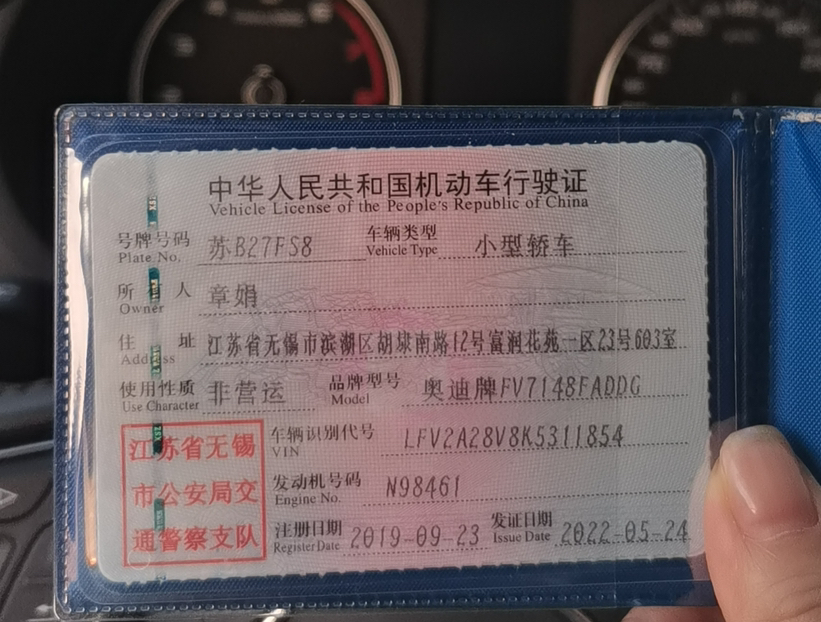 中华人民共和国机动车行驶证
Vehicle License of the People's Republic of China
号牌号码 苏B27FS8 车辆类型 小型轿车
Plate No. Vehicle Type
所有人 章娟
Owner
住址 江苏省无锡市滨湖区胡埭南路12号富润花苑一区23号603室
Address
使用性质 非营运 品牌型号 奥迪牌FV7148FADDG
Use Character Model
江苏省无锡 车辆识别代号 LFV2A28V8K5311854
VIN
市公安局交 发动机号码 N98461
Engine No.
通警察支队 注册日期 2019-09-23 发证日期 2022-05-24
Register Date Issue Date